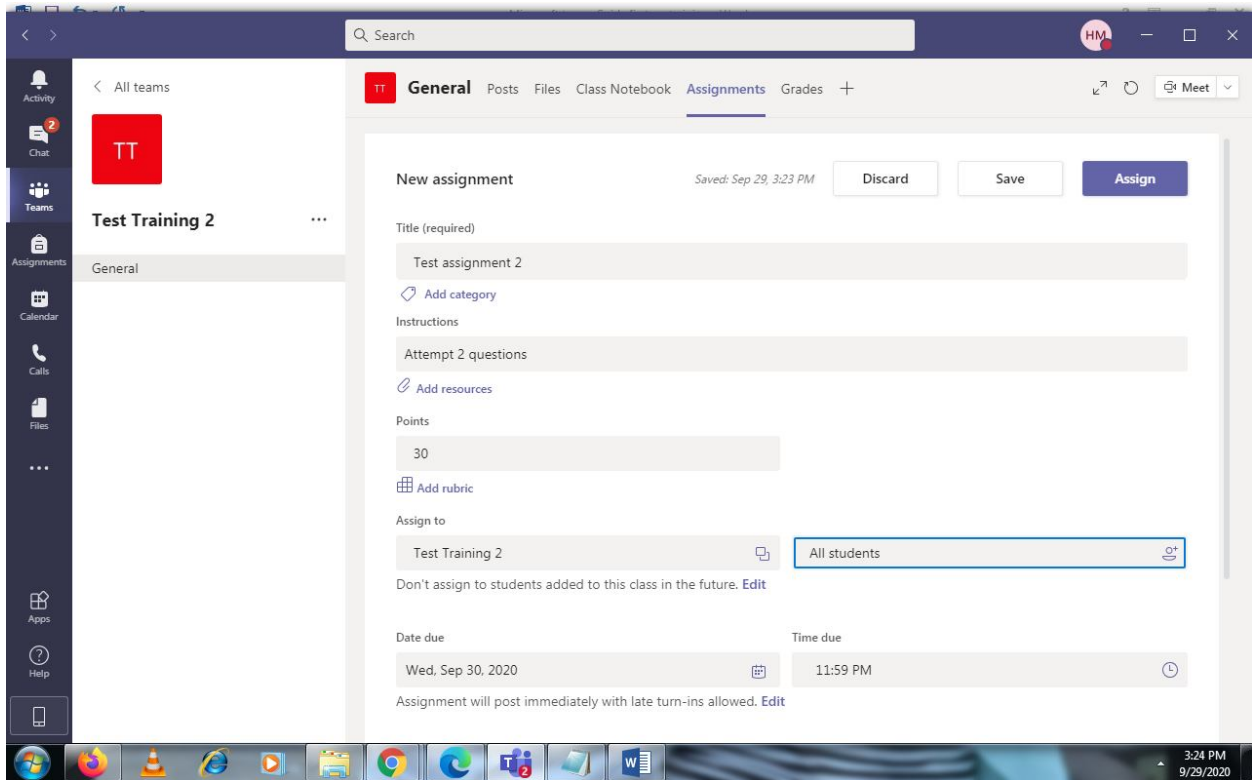 Search
HM
Activity
2
Chat
Teams
Assignments
Calendar
Calls
Files
Apps
Help
All teams
TT
Test Training 2
General
TT General Posts Files Class Notebook Assignments Grades
Meet
New assignment
Saved: Sep 29, 3:23 PM
Discard
Save
Assign
Title (required)
Test assignment 2
Add category
Instructions
Attempt 2 questions
Add resources
Points
30
Add rubric
Assign to
Test Training 2
All students
Don't assign to students added to this class in the future. Edit
Date due
Time due
Wed, Sep 30, 2020
11:59 PM
Assignment will post immediately with late turn-ins allowed. Edit
2
3:24 PM
9/29/2020